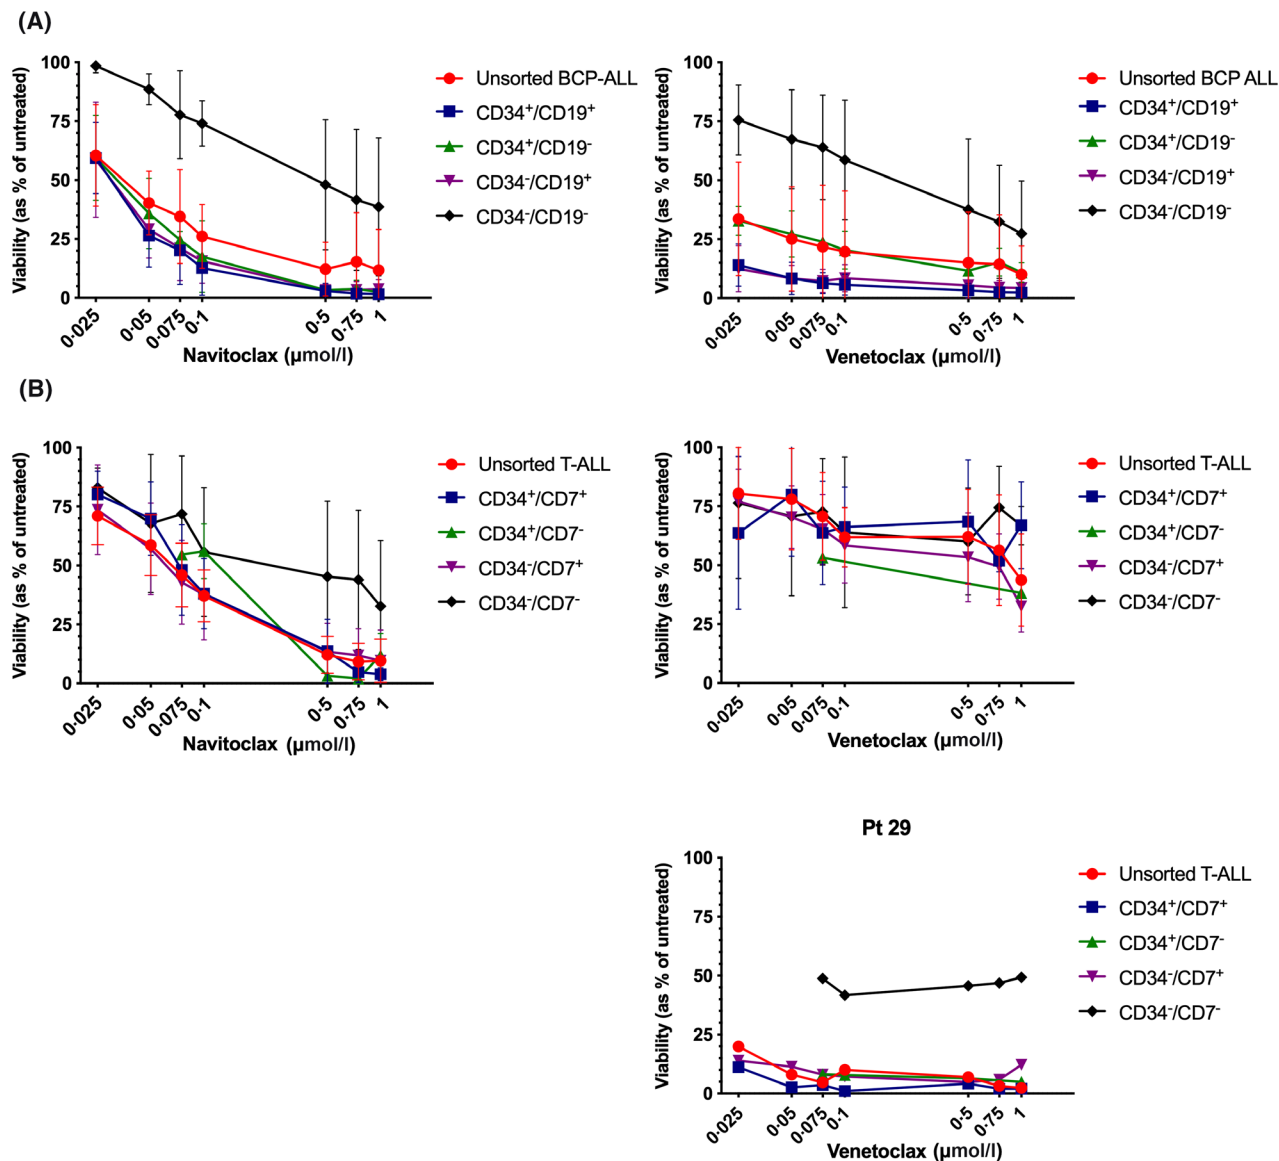 (A)
Viability (as % of untreated)
100
75
50
25
0
0·025
0·05
0·075
0·1
0·5
0·75
1
Navitoclax (µmol/l)
Unsorted BCP-ALL
CD34⁺/CD19⁺
CD34⁺/CD19⁻
CD34⁻/CD19⁺
CD34⁻/CD19⁻
Viability (as % of untreated)
100
75
50
25
0
0·025
0·05
0·075
0·1
0·5
0·75
1
Venetoclax (µmol/l)
Unsorted BCP ALL
CD34⁺/CD19⁺
CD34⁺/CD19⁻
CD34⁻/CD19⁺
CD34⁻/CD19⁻
(B)
Viability (as % of untreated)
100
75
50
25
0
0·025
0·05
0·075
0·1
0·5
0·75
1
Navitoclax (µmol/l)
Unsorted T-ALL
CD34⁺/CD7⁺
CD34⁺/CD7⁻
CD34⁻/CD7⁺
CD34⁻/CD7⁻
Viability (as % of untreated)
100
75
50
25
0
0·025
0·05
0·075
0·1
0·5
0·75
1
Venetoclax (µmol/l)
Unsorted T-ALL
CD34⁺/CD7⁺
CD34⁺/CD7⁻
CD34⁻/CD7⁺
CD34⁻/CD7⁻
Pt 29
Viability (as % of untreated)
100
75
50
25
0
0·025
0·05
0·075
0·1
0·5
0·75
1
Venetoclax (µmol/l)
Unsorted T-ALL
CD34⁺/CD7⁺
CD34⁺/CD7⁻
CD34⁻/CD7⁺
CD34⁻/CD7⁻